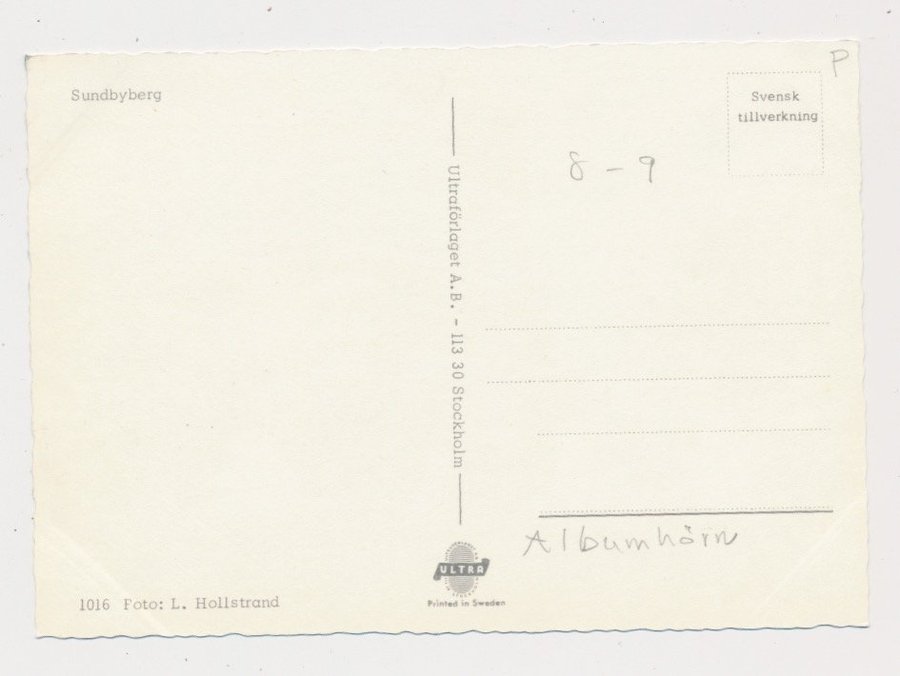 Sundbyberg
P
Svensk
tillverkning
8 - 9
Ultraförlaget A.B. - 113 30 Stockholm
Albumhörn
ULTRA
Printed in Sweden
1016 Foto: L. Hollstrand